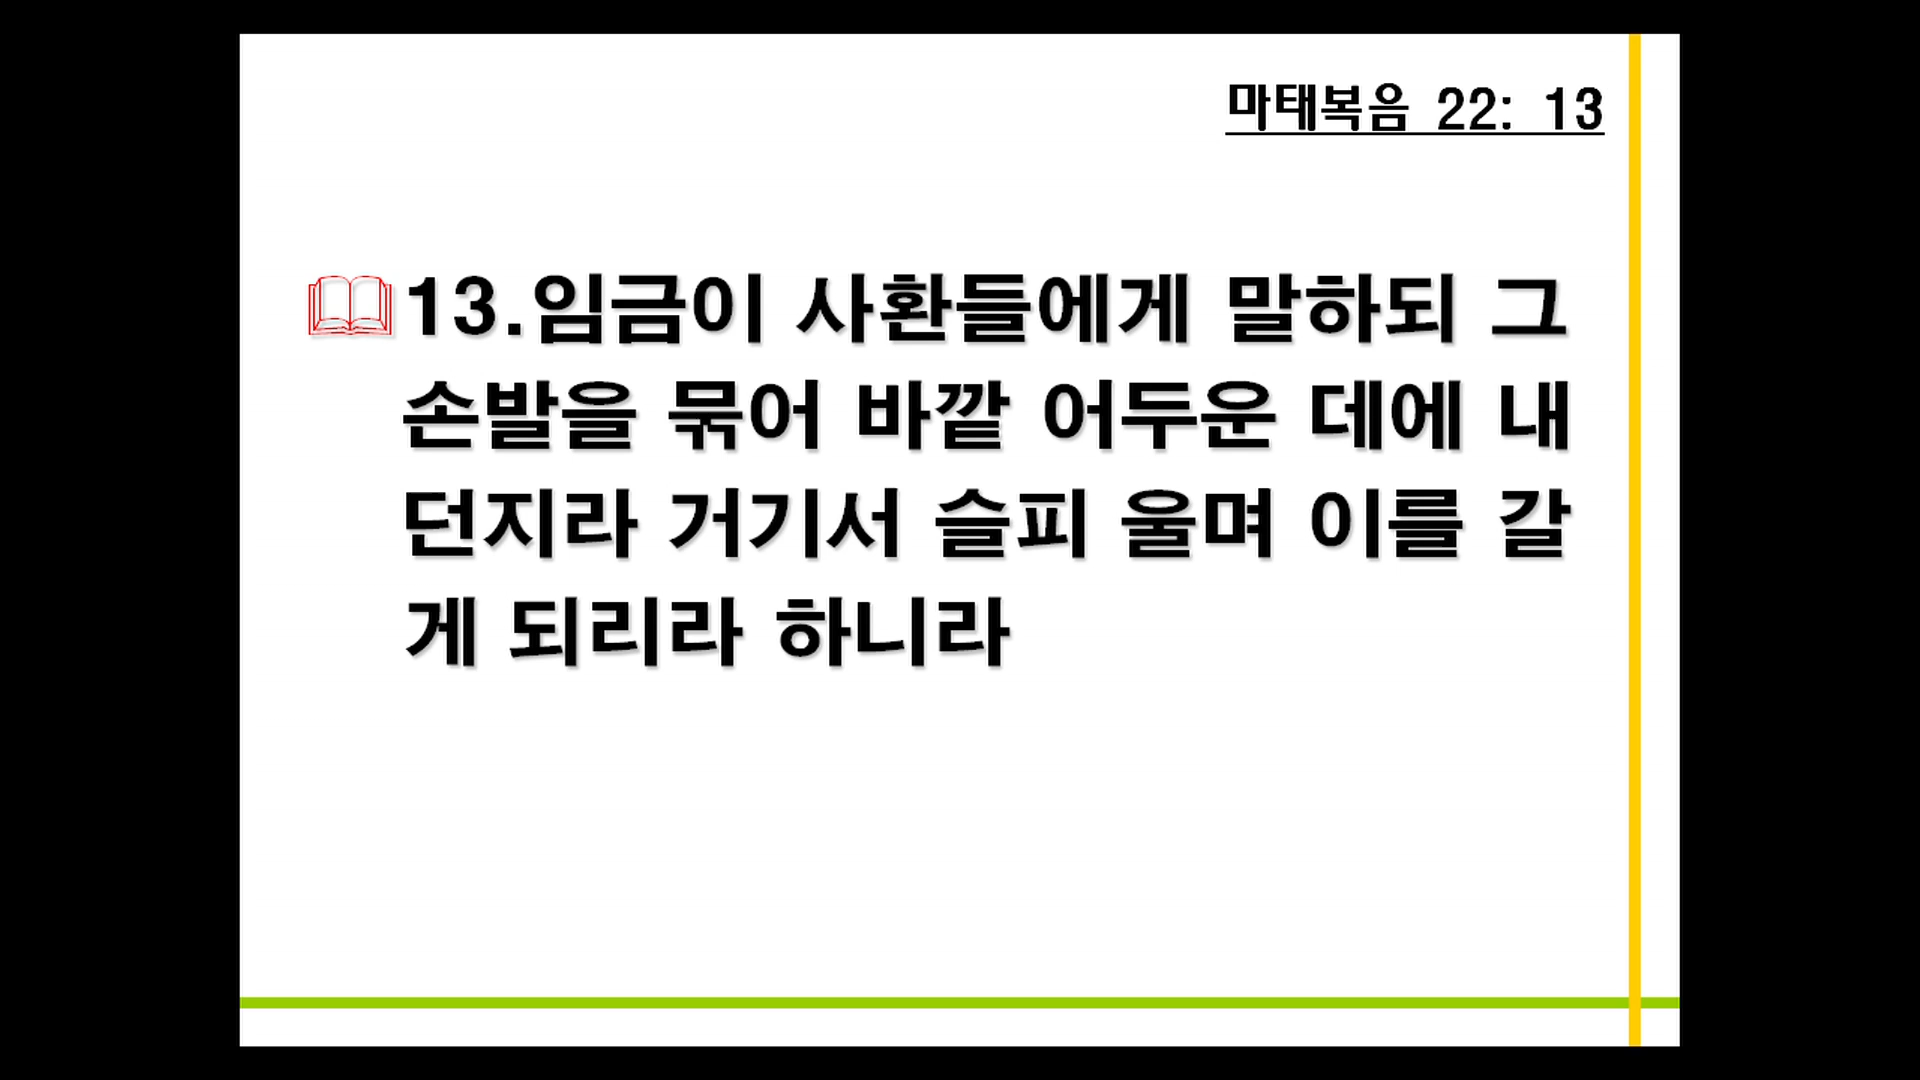 마태복음 22: 13
13.임금이 사환들에게 말하되 그
손발을 묶어 바깥 어두운 데에 내
던지라 거기서 슬피 울며 이를 갈
게 되리라 하니라